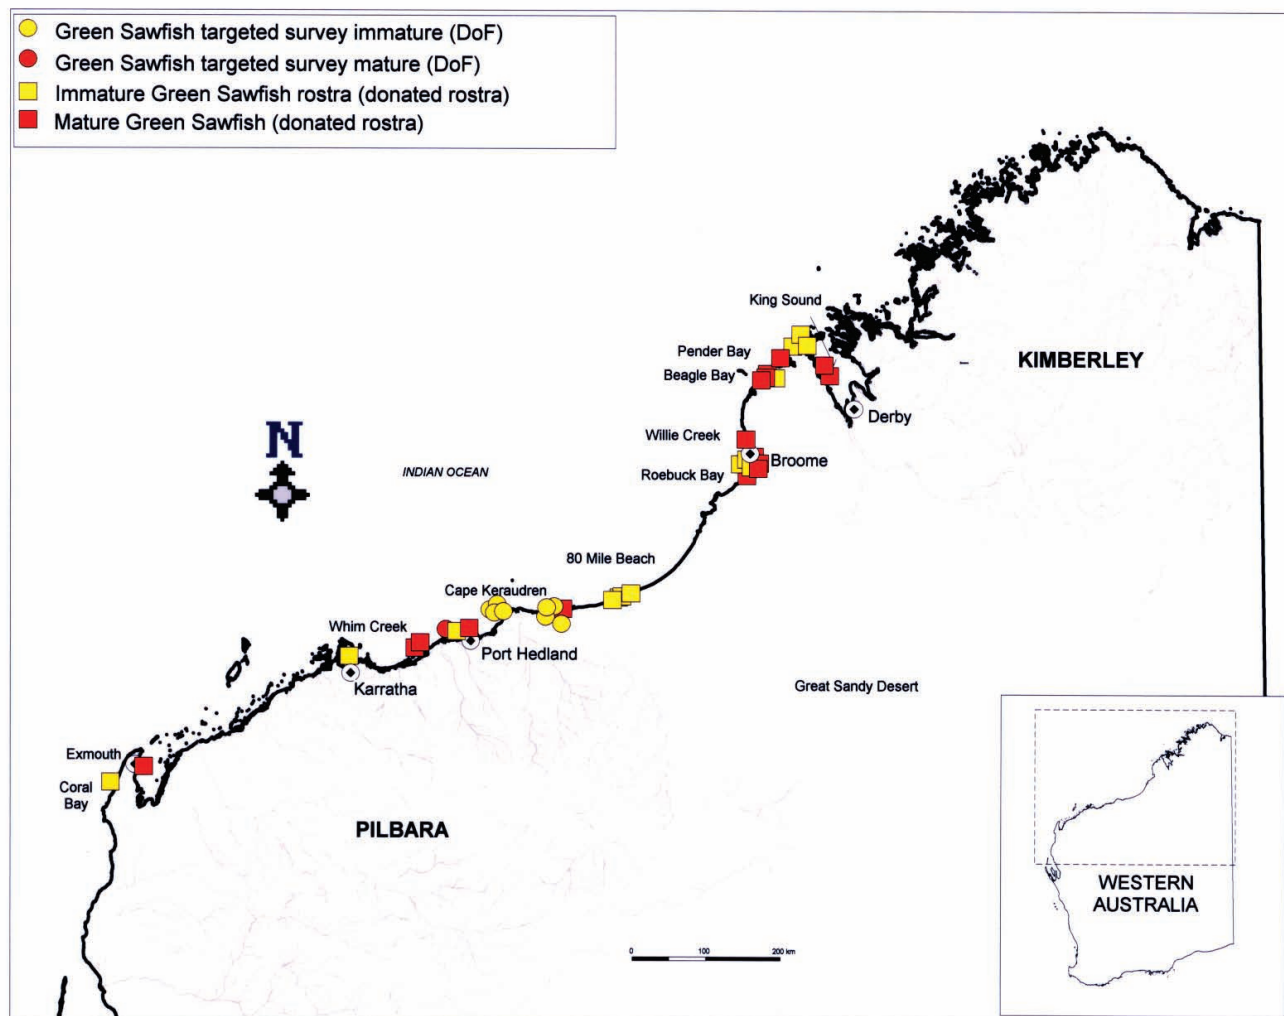 Green Sawfish targeted survey immature (DoF)
Green Sawfish targeted survey mature (DoF)
Immature Green Sawfish rostra (donated rostra)
Mature Green Sawfish (donated rostra)
King Sound
Pender Bay
KIMBERLEY
Beagle Bay
Derby
N
Willie Creek
Broome
INDIAN OCEAN
Roebuck Bay
80 Mile Beach
Cape Keraudren
Whim Creek
Port Hedland
Karratha
Great Sandy Desert
Exmouth
Coral
Bay
PILBARA
WESTERN
AUSTRALIA
0 100 200 km